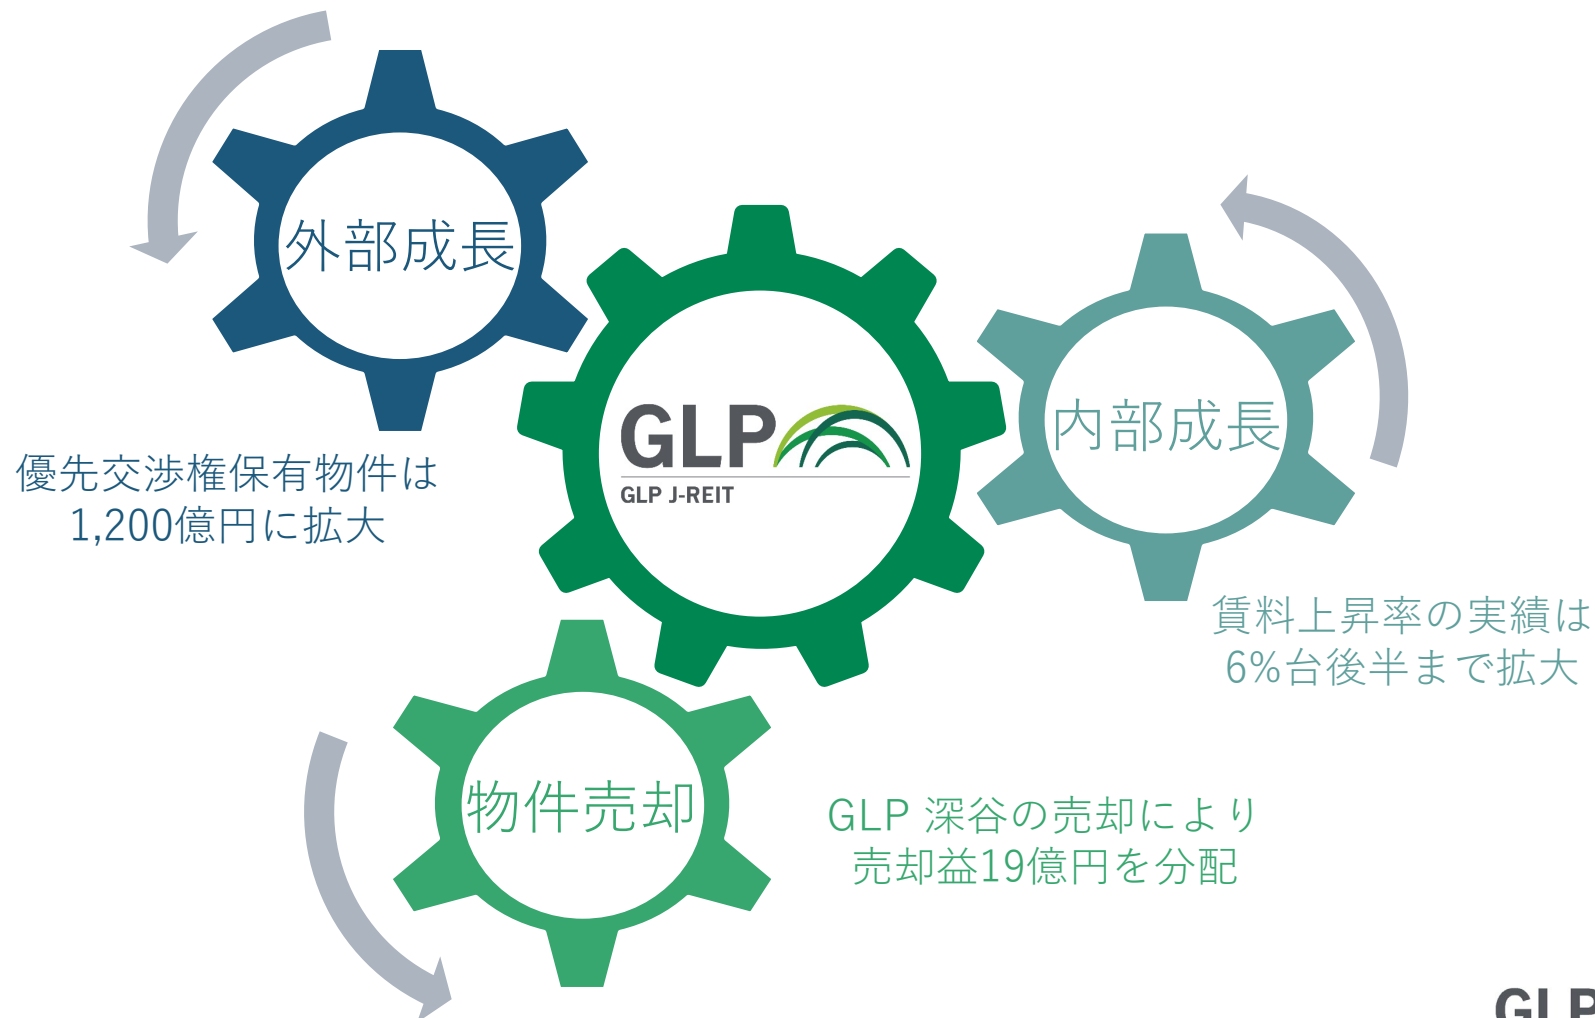 外部成長
優先交渉権保有物件は
1,200億円に拡大
GLP
GLP J-REIT
内部成長
賃料上昇率の実績は
6%台後半まで拡大
物件売却
GLP 深谷の売却により
売却益19億円を分配
GLP